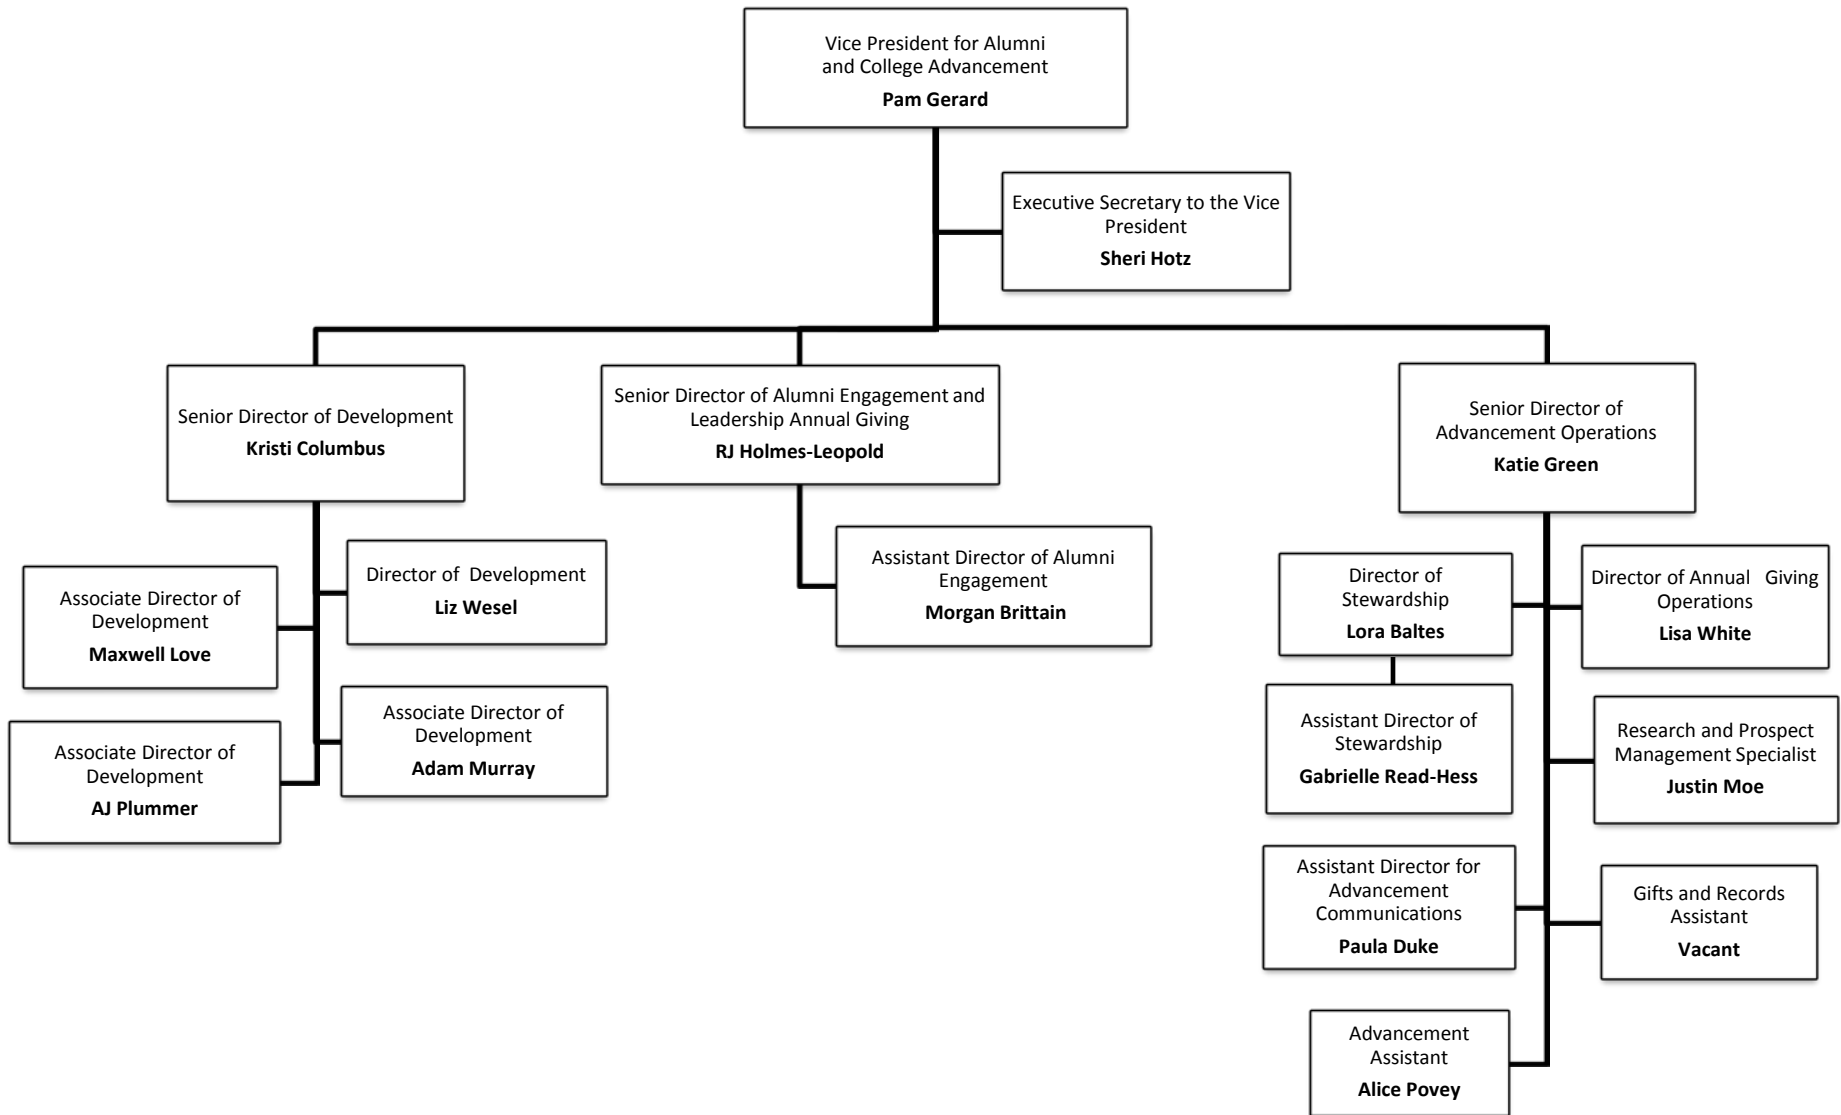 Vice President for Alumni
and College Advancement
Pam Gerard
Executive Secretary to the Vice
President
Sheri Hotz
Senior Director of Development
Kristi Columbus
Senior Director of Alumni Engagement and
Leadership Annual Giving
RJ Holmes-Leopold
Senior Director of
Advancement Operations
Katie Green
Associate Director of
Development
Maxwell Love
Director of Development
Liz Wesel
Associate Director of
Development
AJ Plummer
Associate Director of
Development
Adam Murray
Assistant Director of Alumni
Engagement
Morgan Brittain
Director of
Stewardship
Lora Baltes
Director of Annual Giving
Operations
Lisa White
Assistant Director of
Stewardship
Gabrielle Read-Hess
Research and Prospect
Management Specialist
Justin Moe
Assistant Director for
Advancement
Communications
Paula Duke
Gifts and Records
Assistant
Vacant
Advancement
Assistant
Alice Povey